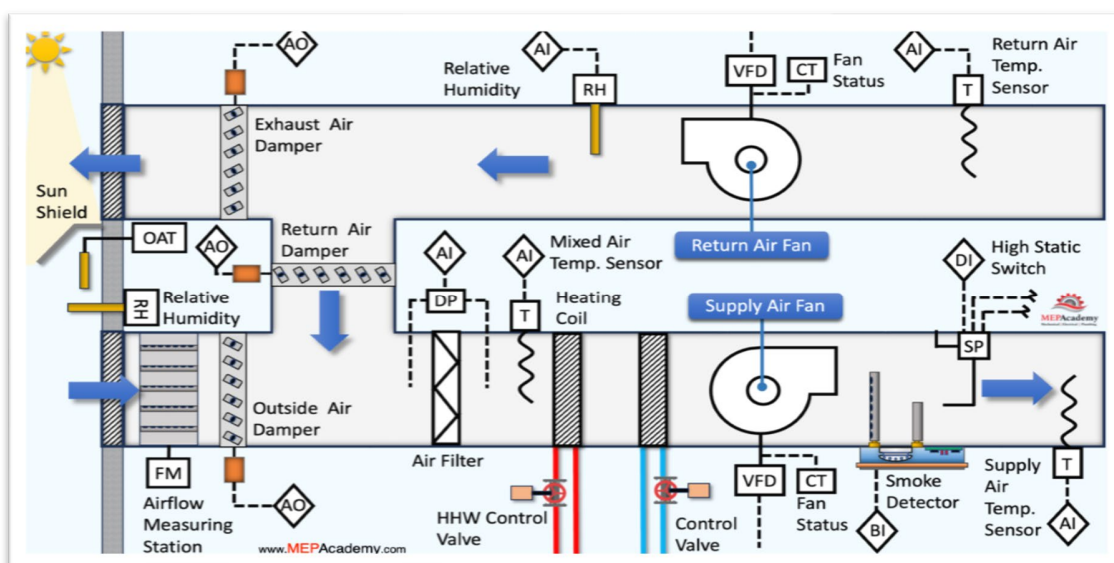 AO
AI
Relative
Humidity
RH
VFD
CT
Fan
Status
AI
T
Return Air
Temp.
Sensor
Exhaust Air
Damper
Sun
Shield
OAT
AO
Return Air
Damper
RH
Relative
Humidity
AI
DP
AI
T
Mixed Air
Temp. Sensor
Heating
Coil
Return Air Fan
Supply Air Fan
DI
High Static
Switch
SP
MEPAcademy
Outside Air
Damper
FM
Airflow
Measuring
Station
AO
Air Filter
HHW Control
Valve
Control
Valve
VFD
CT
Fan
Status
Smoke
Detector
BI
Supply
Air
Temp.
Sensor
T
AI
www.MEPAcademy.com